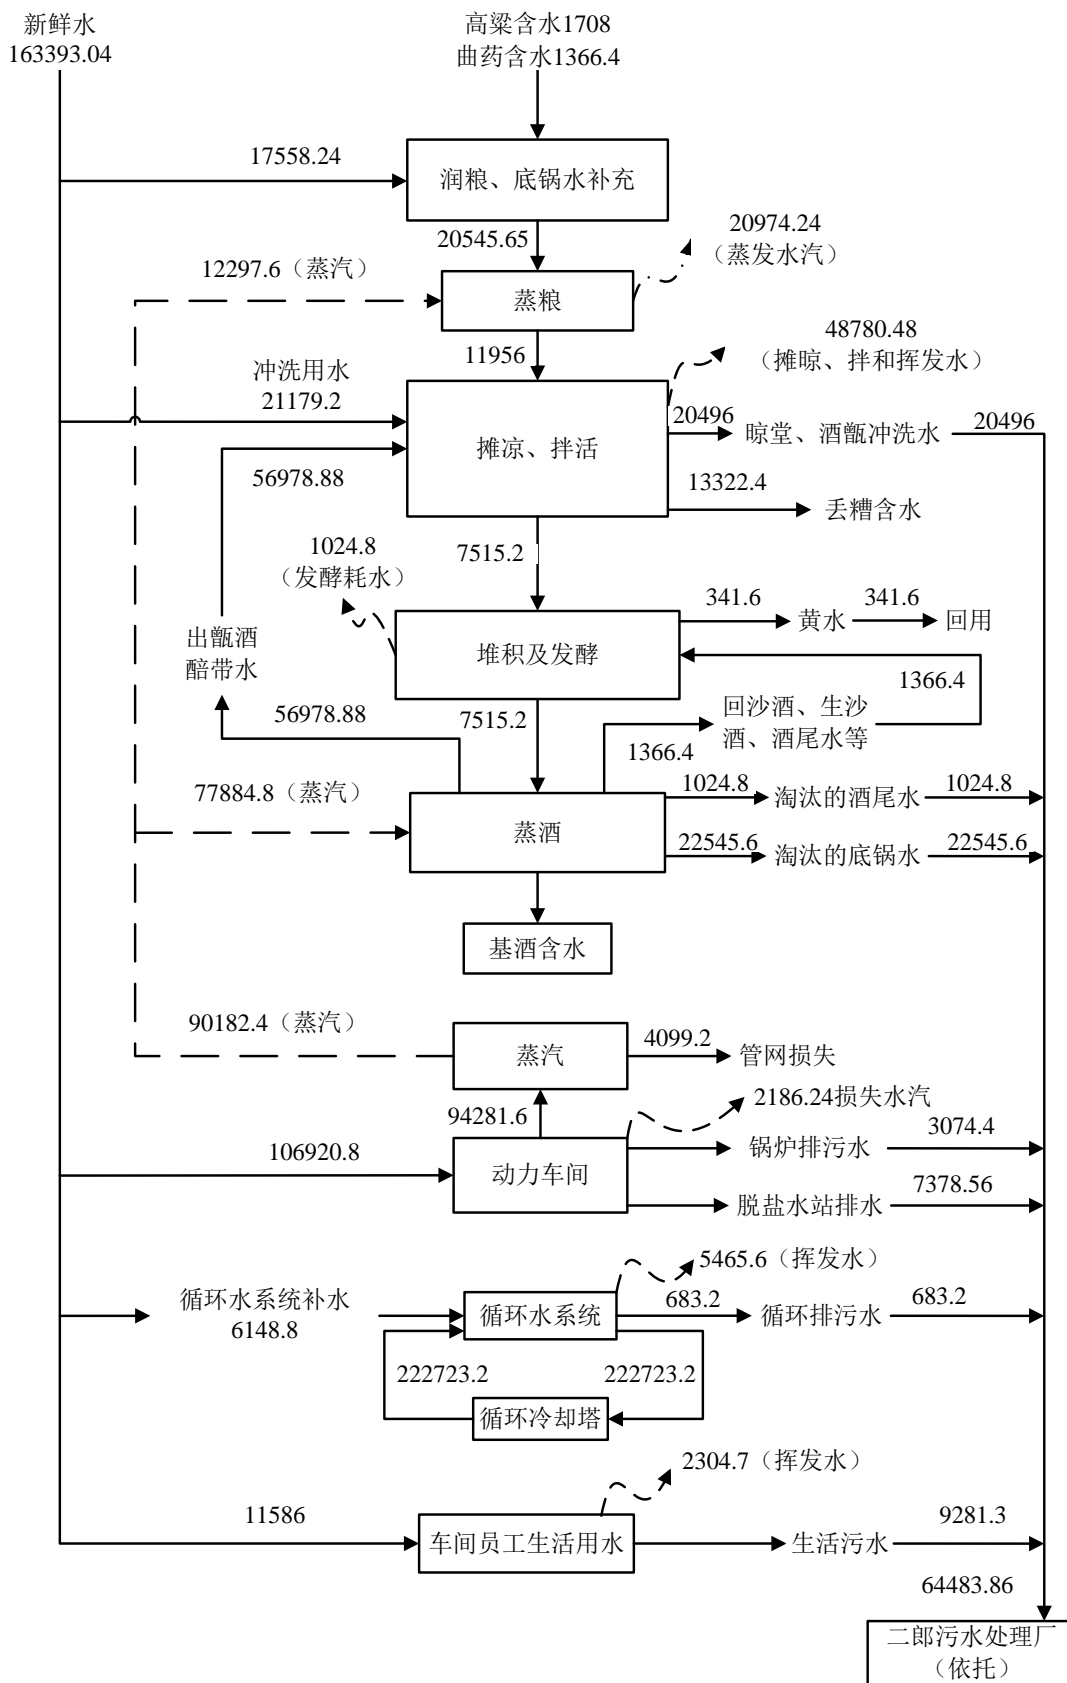 新鲜水
163393.04
高粱含水1708
曲药含水1366.4
17558.24
润粮、底锅水补充
20545.65
20974.24
（蒸发水汽）
12297.6（蒸汽）
蒸粮
11956
48780.48
（摊晾、拌和挥发水）
冲洗用水
21179.2
摊凉、拌活
20496
晾堂、酒甑冲洗水
20496
56978.88
13322.4
丢糟含水
7515.2
1024.8
（发酵耗水）
堆积及发酵
341.6
黄水
341.6
回用
出甑酒
醅带水
1366.4
56978.88
7515.2
回沙酒、生沙
酒、酒尾水等
1366.4
77884.8（蒸汽）
蒸酒
1024.8
淘汰的酒尾水
1024.8
22545.6
淘汰的底锅水
22545.6
基酒含水
90182.4（蒸汽）
蒸汽
4099.2
管网损失
94281.6
2186.24损失水汽
106920.8
动力车间
锅炉排污水
3074.4
脱盐水站排水
7378.56
5465.6（挥发水）
循环水系统补水
6148.8
循环水系统
683.2
循环排污水
683.2
222723.2
222723.2
循环冷却塔
2304.7（挥发水）
11586
车间员工生活用水
生活污水
9281.3
64483.86
二郎污水处理厂
（依托）